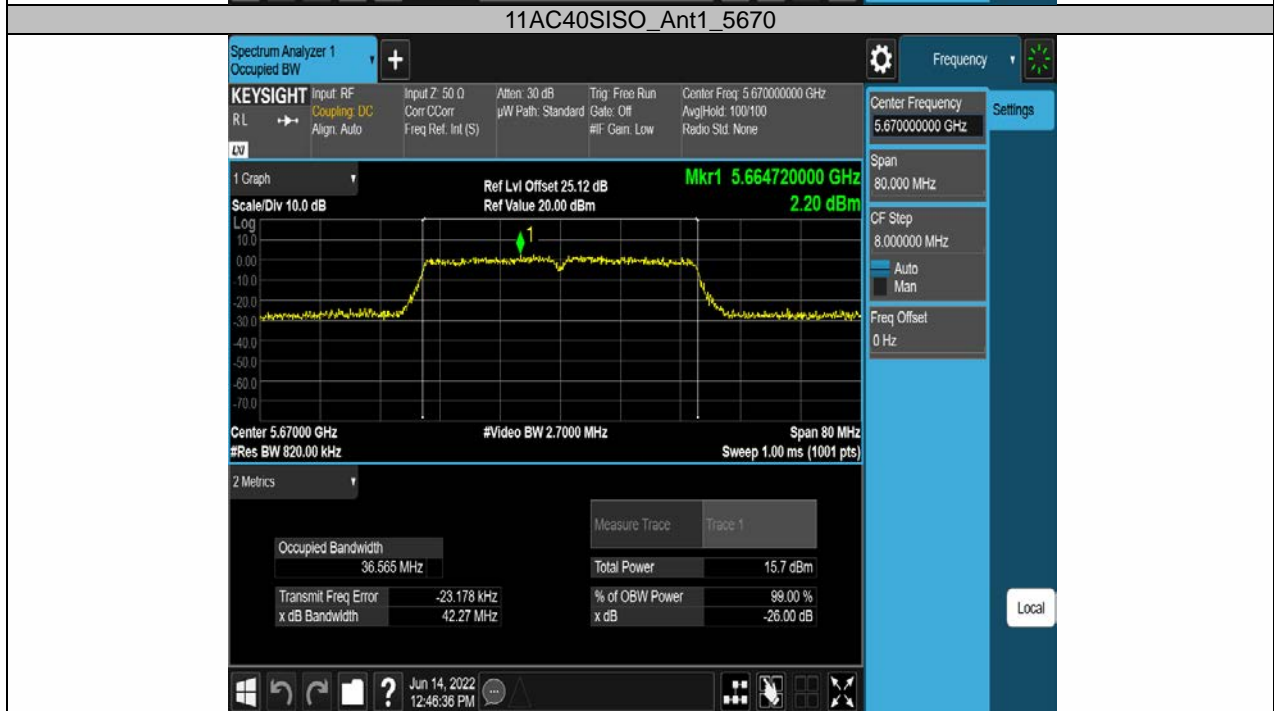 11AC40SISO_Ant1_5670
Spectrum Analyzer 1
Occupied BW
+
Frequency
KEYSIGHT
RL
LXI
Input: RF
Coupling: DC
Align: Auto
Input Z: 50 Ω
Corr CCorr
Freq Ref: Int (S)
Atten: 30 dB
µW Path: Standard
Trig: Free Run
Gate: Off
#IF Gain: Low
Center Freq: 5.670000000 GHz
Avg|Hold: 100/100
Radio Std: None
Center Frequency
5.670000000 GHz
Settings
Span
80.000 MHz
CF Step
8.000000 MHz
Auto
Man
Freq Offset
0 Hz
Local
1 Graph
Scale/Div 10.0 dB
Ref Lvl Offset 25.12 dB
Ref Value 20.00 dBm
Mkr1 5.664720000 GHz
2.20 dBm
Log
10.0
0.00
-10.0
-20.0
-30.0
-40.0
-50.0
-60.0
-70.0
1
Center 5.67000 GHz
#Video BW 2.7000 MHz
Span 80 MHz
#Res BW 820.00 kHz
Sweep 1.00 ms (1001 pts)
2 Metrics
Measure Trace
Trace 1
Occupied Bandwidth
36.565 MHz
Total Power
15.7 dBm
Transmit Freq Error
-23.178 kHz
% of OBW Power
99.00 %
x dB Bandwidth
42.27 MHz
x dB
-26.00 dB
?
Jun 14, 2022
12:46:36 PM